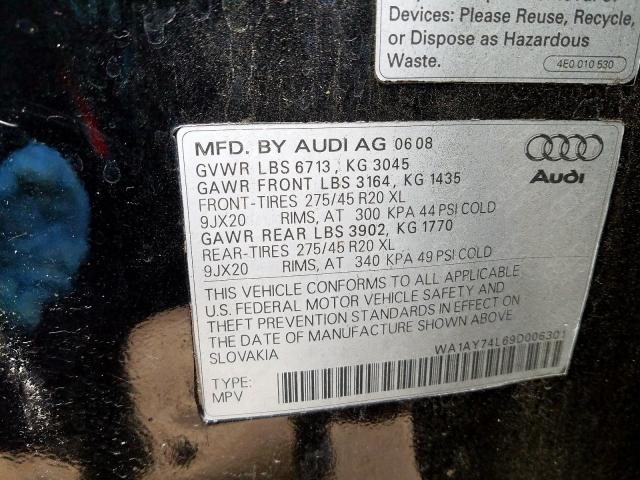 Devices: Please Reuse, Recycle,
or Dispose as Hazardous
Waste.
4E0 010 530
MFD. BY AUDI AG 06 08
GVWR LBS 6713, KG 3045
GAWR FRONT LBS 3164, KG 1435
FRONT-TIRES 275/45 R20 XL
9JX20 RIMS, AT 300 KPA 44 PSI COLD
GAWR REAR LBS 3902, KG 1770
REAR-TIRES 275/45 R20 XL
9JX20 RIMS, AT 340 KPA 49 PSI COLD
Audi
THIS VEHICLE CONFORMS TO ALL APPLICABLE
U.S. FEDERAL MOTOR VEHICLE SAFETY AND
THEFT PREVENTION STANDARDS IN EFFECT ON
THE DATE OF MANUFACTURE SHOWN ABOVE.
SLOVAKIA
WA1AY74L69D006301
TYPE:
MPV